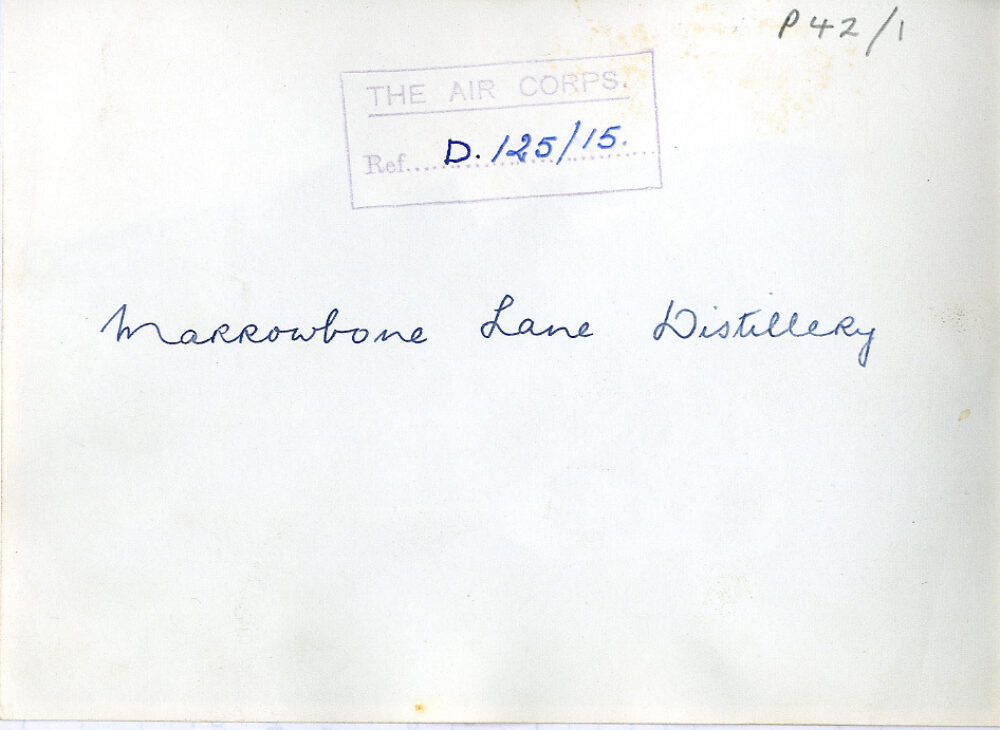 P42/1
THE AIR CORPS.
Ref....D. 125/15.
Marrowbone Lane Distillery